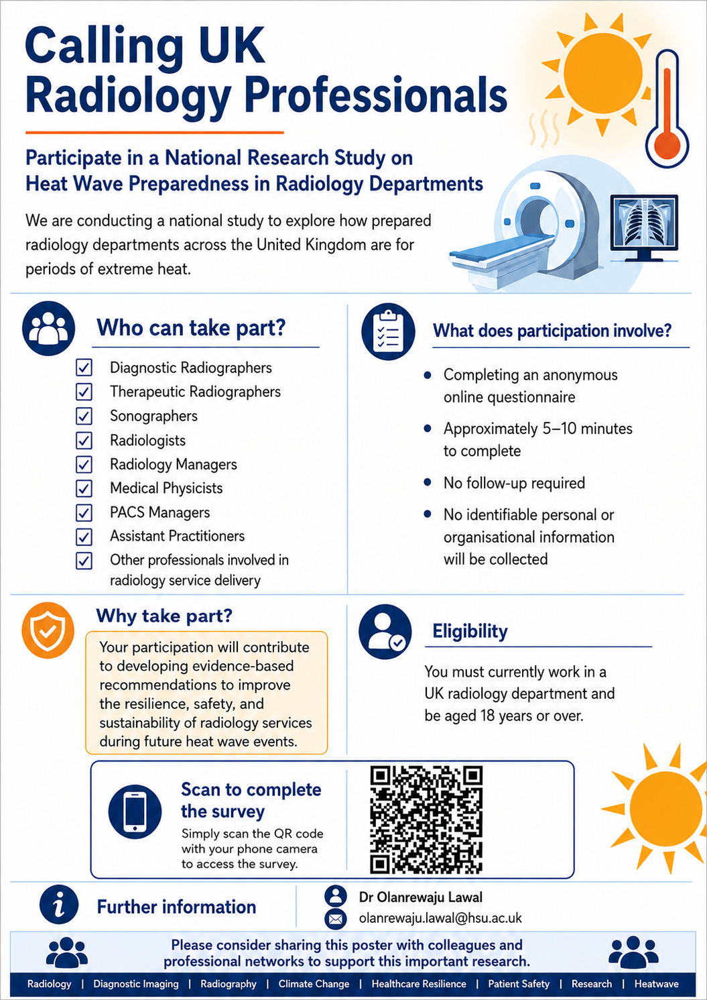 Calling UK
Radiology Professionals
Participate in a National Research Study on
Heat Wave Preparedness in Radiology Departments
We are conducting a national study to explore how prepared
radiology departments across the United Kingdom are for
periods of extreme heat.
Who can take part?
Diagnostic Radiographers
Therapeutic Radiographers
Sonographers
Radiologists
Radiology Managers
Medical Physicists
PACS Managers
Assistant Practitioners
Other professionals involved in
radiology service delivery
What does participation involve?
Completing an anonymous
online questionnaire
Approximately 5–10 minutes
to complete
No follow-up required
No identifiable personal or
organisational information
will be collected
Why take part?
Your participation will contribute
to developing evidence-based
recommendations to improve
the resilience, safety, and
sustainability of radiology services
during future heat wave events.
Eligibility
You must currently work in a
UK radiology department and
be aged 18 years or over.
Scan to complete
the survey
Simply scan the QR code
with your phone camera
to access the survey.
Further information
Dr Olanrewaju Lawal
olanrewaju.lawal@hsu.ac.uk
Please consider sharing this poster with colleagues and
professional networks to support this important research.
Radiology | Diagnostic Imaging | Radiography | Climate Change | Healthcare Resilience | Patient Safety | Research | Heatwave